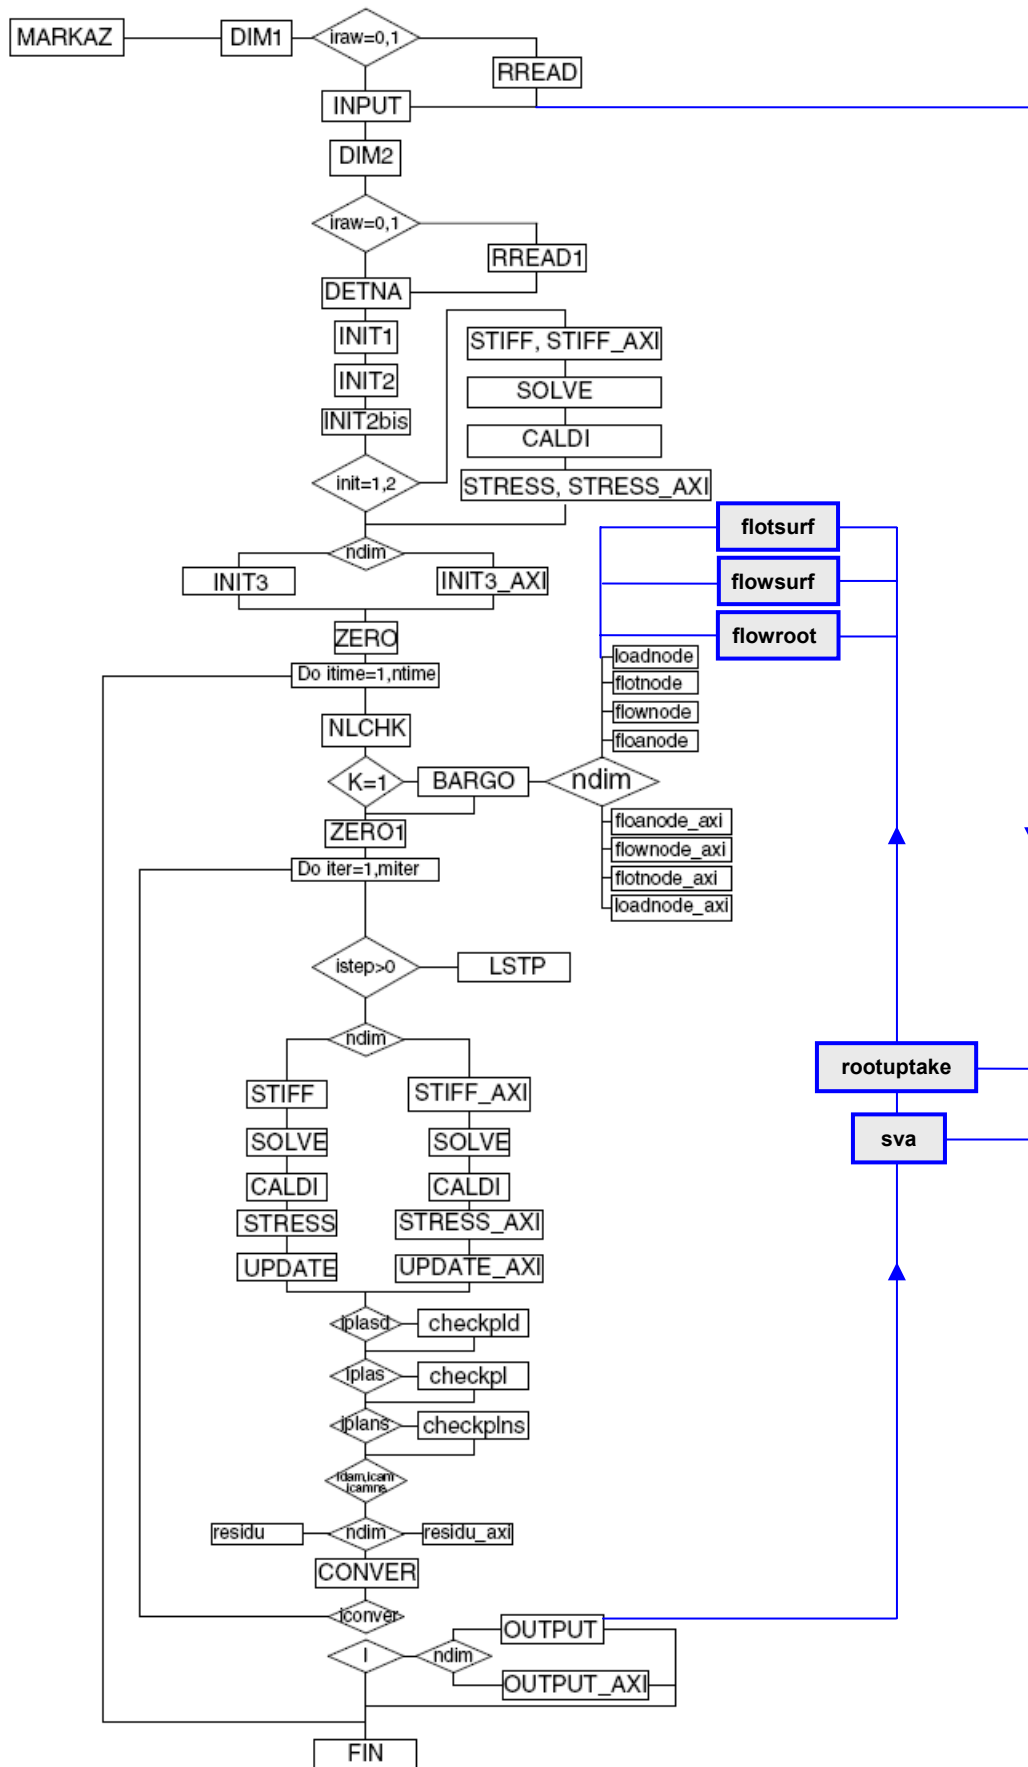 MARKAZ
DIM1
iraw=0,1
RREAD
INPUT
DIM2
iraw=0,1
RREAD1
DETNA
INIT1
STIFF, STIFF_AXI
INIT2
SOLVE
INIT2bis
CALDI
init=1,2
STRESS, STRESS_AXI
flotsurf
ndim
INIT3
INIT3_AXI
flowsurf
flowroot
ZERO
loadnode
Do itime=1,ntime
flotnode
flownode
NLCHK
floanode
K=1
BARGO
ndim
floanode_axi
ZERO1
flownode_axi
Do iter=1,miter
flotnode_axi
loadnode_axi
istep>0
LSTP
ndim
rootuptake
STIFF
STIFF_AXI
sva
SOLVE
SOLVE
CALDI
CALDI
STRESS
STRESS_AXI
UPDATE
UPDATE_AXI
iplasd
checkpld
iplas
checkpl
iplans
checkplns
idam,icam
icamns
residu
ndim
residu_axi
CONVER
iconver
OUTPUT
I
ndim
OUTPUT_AXI
FIN